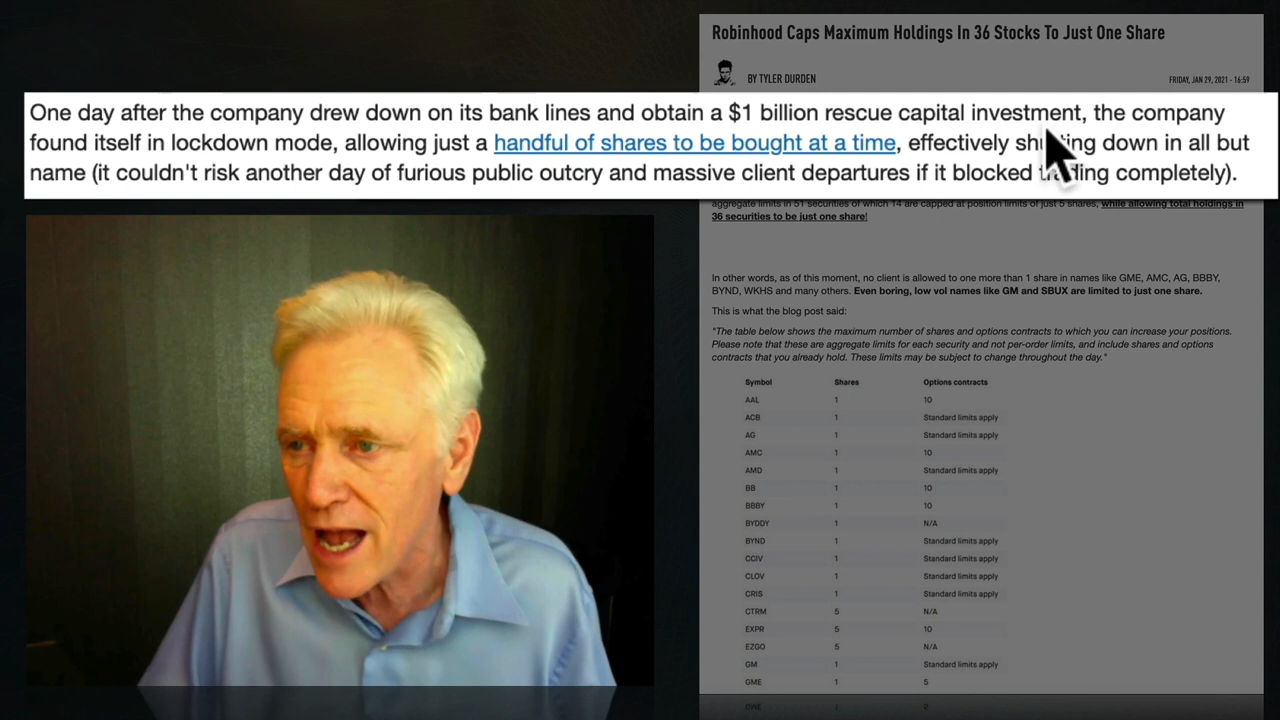 Robinhood Caps Maximum Holdings In 36 Stocks To Just One Share
BY TYLER DURDEN
FRIDAY, JAN 29, 2021 - 16:59
One day after the company drew down on its bank lines and obtain a $1 billion rescue capital investment, the company
found itself in lockdown mode, allowing just a handful of shares to be bought at a time, effectively down in all but
name (it couldn't risk another day of furious public outcry and massive client departures if it blocked completely).
aggregate limits in 51 securities of which 14 are capped at position limits of just 5 shares, while allowing total holdings in
36 securities to be just one share!
In other words, as of this moment, no client is allowed to one more than 1 share in names like GME, AMC, AG, BBBY,
BYND, WKHS and many others. Even boring, low vol names like GM and SBUX are limited to just one share.
This is what the blog post said:
"The table below shows the maximum number of shares and options contracts to which you can increase your positions.
Please note that these are aggregate limits for each security and not per-order limits, and include shares and options
contracts that you already hold. These limits may be subject to change throughout the day."
Symbol Shares Options contracts
AAL 1 10
ACB 1 Standard limits apply
AG 1 Standard limits apply
AMC 1 10
AMD 1 Standard limits apply
BB 1 10
BBBY 1 10
BYDDY 1 N/A
BYND 1 Standard limits apply
CCIV 1 Standard limits apply
CLOV 1 Standard limits apply
CRIS 1 Standard limits apply
CTRM 5 N/A
EXPR 5 10
EZGO 5 N/A
GM 1 Standard limits apply
GME 1 5